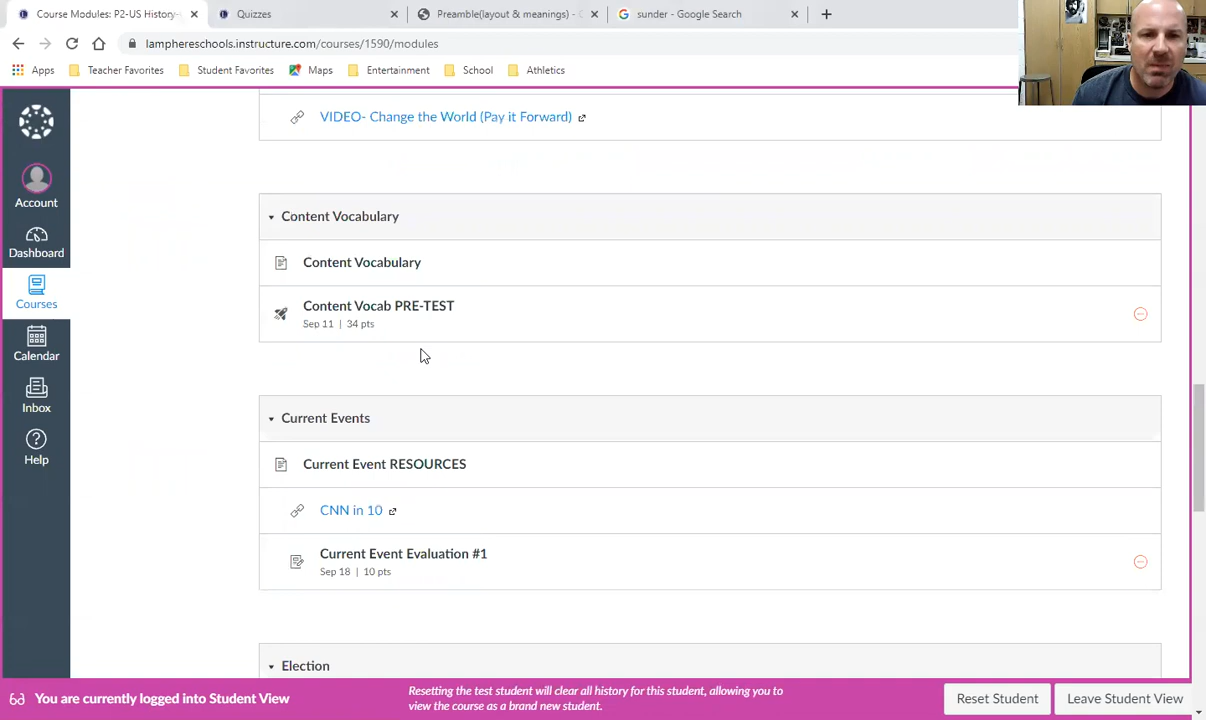 P2-US History-
Quizzes
Preamble(layout & meanings) -
sunder - Google Search
lamphereschools.instructure.com/courses/1590/modules
Apps Teacher Favorites Student Favorites Maps Entertainment School Athletics
VIDEO- Change the World (Pay it Forward)
Content Vocabulary
Content Vocabulary
Content Vocab PRE-TEST
Sep 11 | 34 pts
Current Events
Current Event RESOURCES
CNN in 10
Current Event Evaluation #1
Sep 18 | 10 pts
Election
Account
Dashboard
Courses
Calendar
Inbox
Help
You are currently logged into Student View
Resetting the test student will clear all history for this student, allowing you to
view the course as a brand new student.
Reset Student
Leave Student View